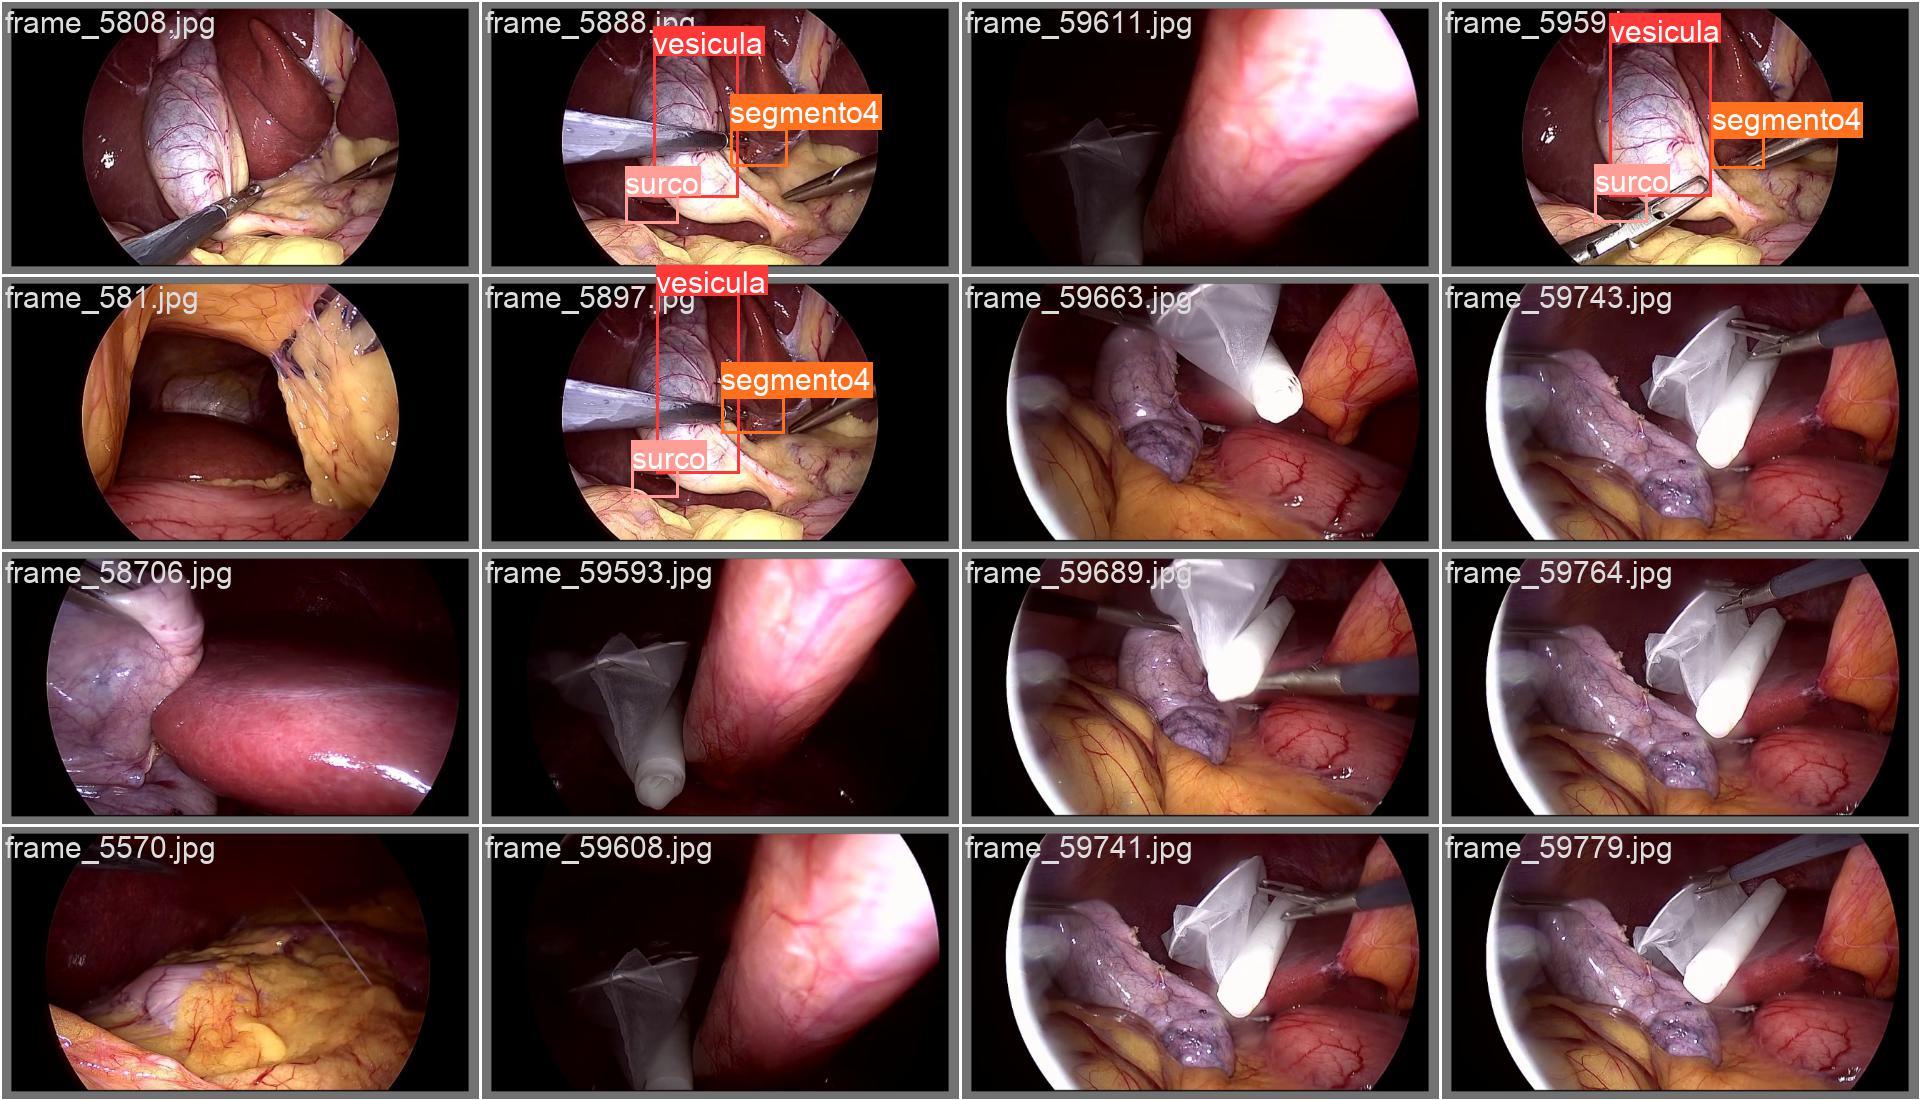 frame_5808.jpg
frame_5888.jpg
vesicula
segmento4
surco
frame_59611.jpg
frame_5959
vesicula
segmento4
surco
frame_581.jpg
frame_5897.jpg
vesicula
segmento4
surco
frame_59663.jpg
frame_59743.jpg
frame_58706.jpg
frame_59593.jpg
frame_59689.jpg
frame_59764.jpg
frame_5570.jpg
frame_59608.jpg
frame_59741.jpg
frame_59779.jpg